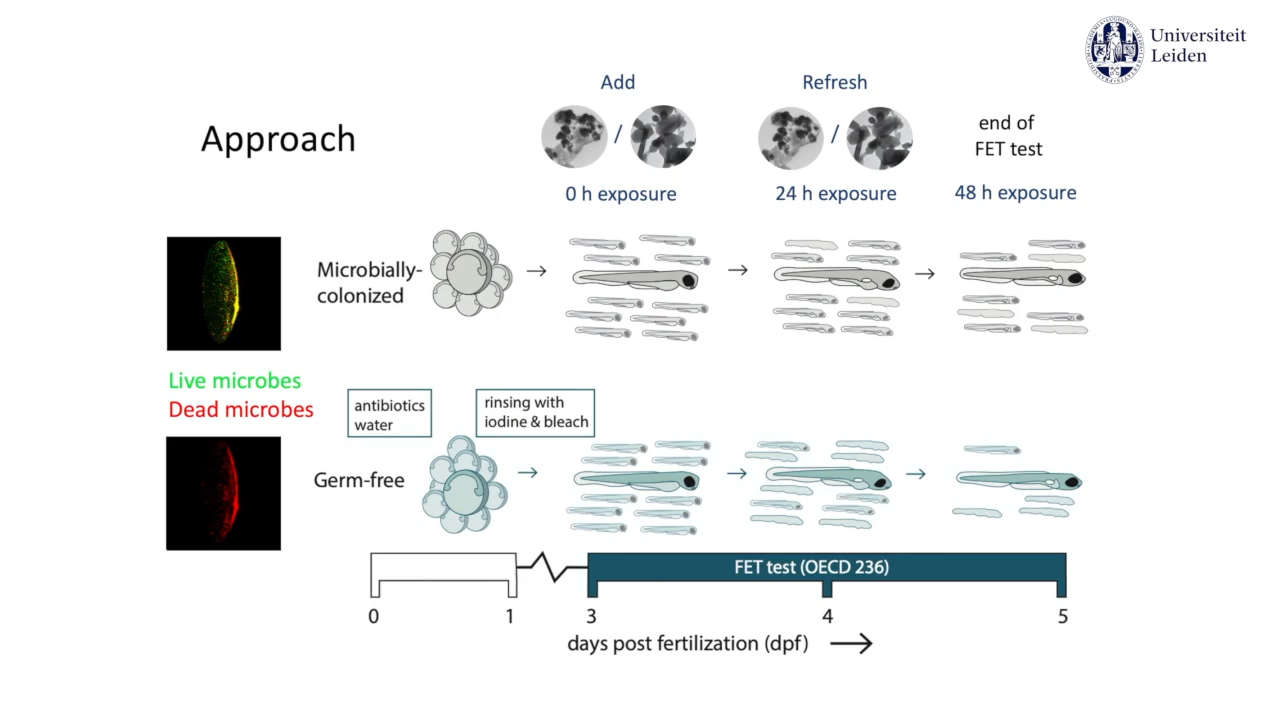 Universiteit
Leiden
Approach
Add
Refresh
/
/
end of
FET test
0 h exposure
24 h exposure
48 h exposure
Microbially-
colonized
Live microbes
Dead microbes
antibiotics
water
rinsing with
iodine & bleach
Germ-free
FET test (OECD 236)
0
1
3
4
5
days post fertilization (dpf)